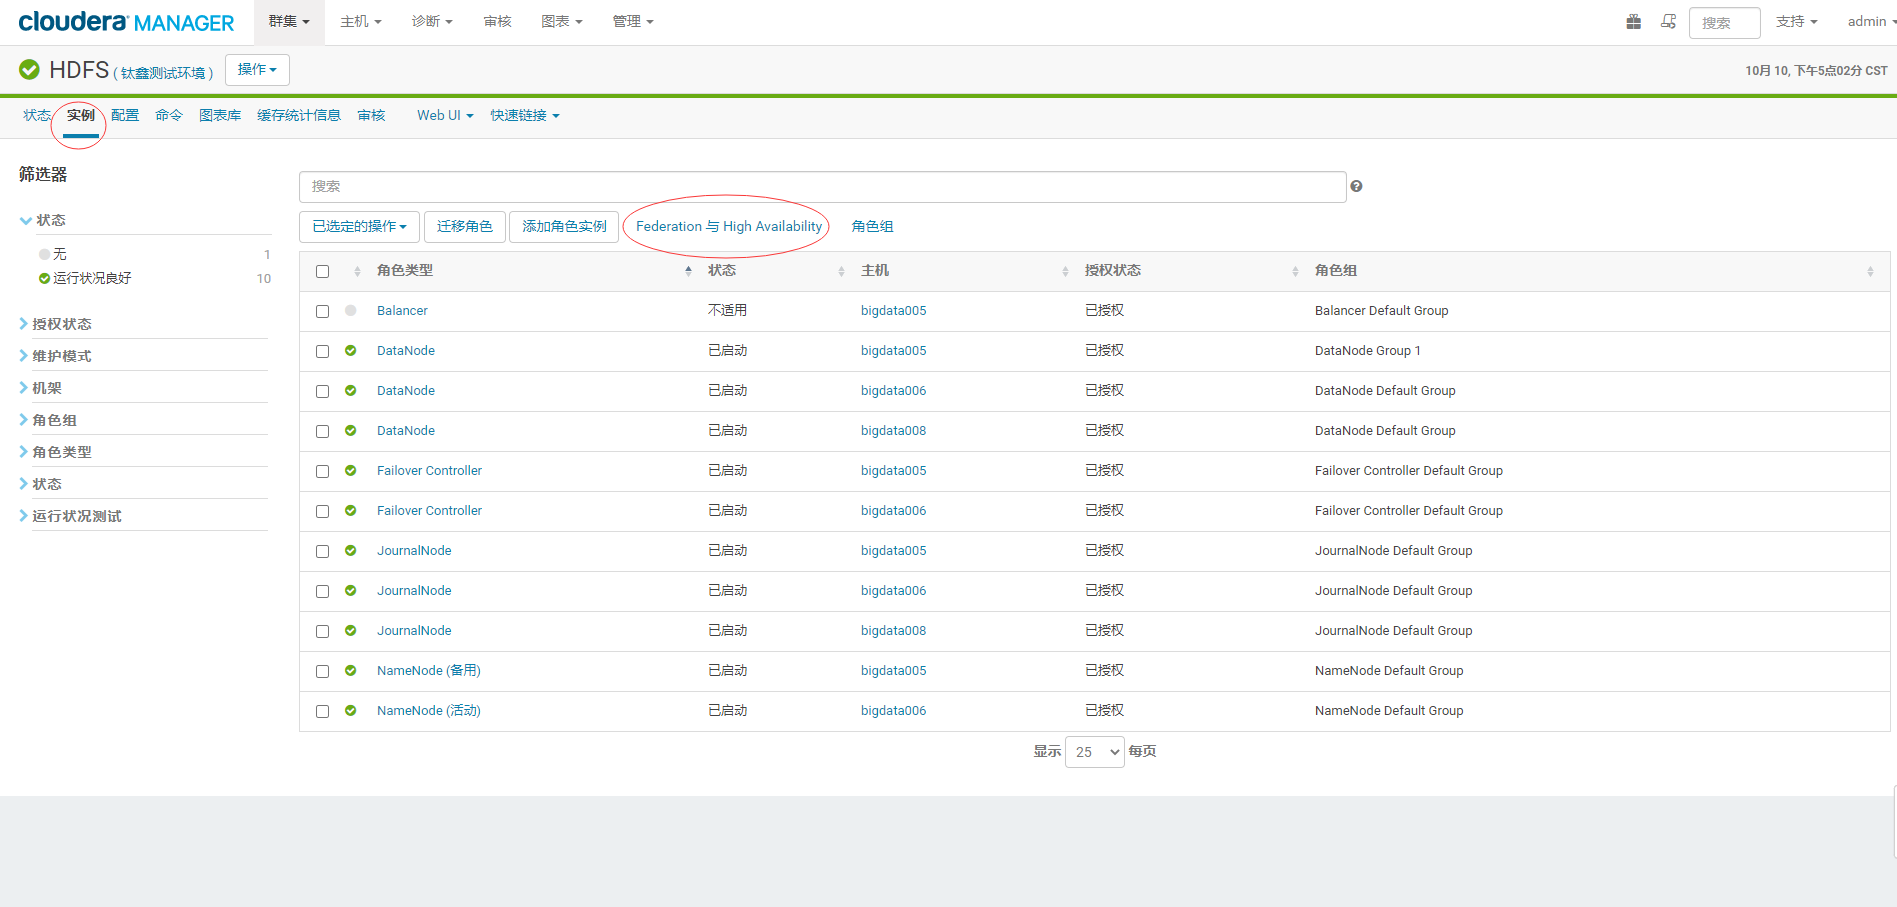 cloudera MANAGER 群集 主机 诊断 审核 图表 管理 搜索 支持 admin
HDFS (钛鑫测试环境) 操作 10月 10, 下午5点02分 CST
状态 实例 配置 命令 图表库 缓存统计信息 审核 Web UI 快速链接
筛选器
状态
无 1
运行状况良好 10
授权状态
维护模式
机架
角色组
角色类型
状态
运行状况测试
搜索
已选定的操作 迁移角色 添加角色实例 Federation 与 High Availability 角色组
角色类型 状态 主机 授权状态 角色组
Balancer 不适用 bigdata005 已授权 Balancer Default Group
DataNode 已启动 bigdata005 已授权 DataNode Group 1
DataNode 已启动 bigdata006 已授权 DataNode Default Group
DataNode 已启动 bigdata008 已授权 DataNode Default Group
Failover Controller 已启动 bigdata005 已授权 Failover Controller Default Group
Failover Controller 已启动 bigdata006 已授权 Failover Controller Default Group
JournalNode 已启动 bigdata005 已授权 JournalNode Default Group
JournalNode 已启动 bigdata006 已授权 JournalNode Default Group
JournalNode 已启动 bigdata008 已授权 JournalNode Default Group
NameNode (备用) 已启动 bigdata005 已授权 NameNode Default Group
NameNode (活动) 已启动 bigdata006 已授权 NameNode Default Group
显示 25 每页